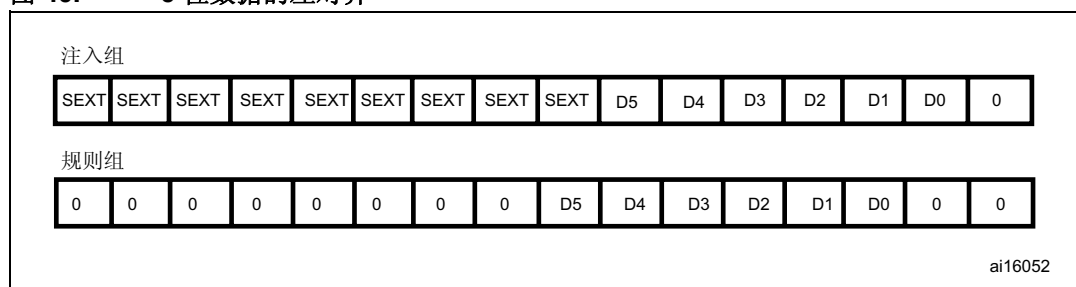 注入组
SEXT SEXT SEXT SEXT SEXT SEXT SEXT SEXT SEXT D5 D4 D3 D2 D1 D0 0
规则组
0 0 0 0 0 0 0 0 D5 D4 D3 D2 D1 D0 0 0
ai16052